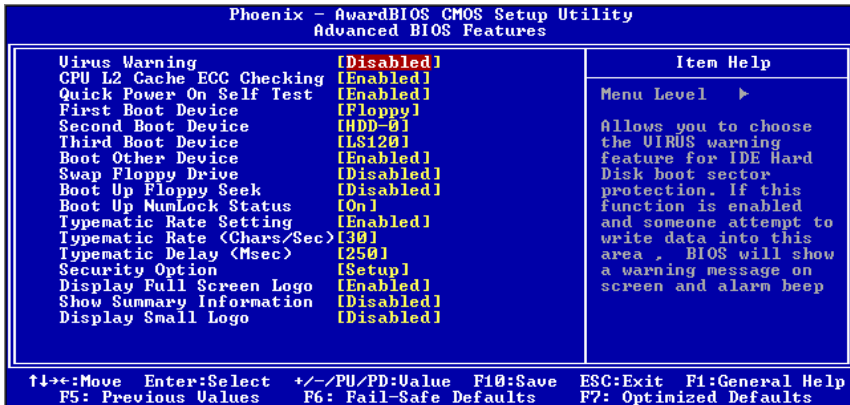 Phoenix – AwardBIOS CMOS Setup Utility
Advanced BIOS Features
Virus Warning [Disabled]
CPU L2 Cache ECC Checking [Enabled]
Quick Power On Self Test [Enabled]
First Boot Device [Floppy]
Second Boot Device [HDD-0]
Third Boot Device [LS120]
Boot Other Device [Enabled]
Swap Floppy Drive [Disabled]
Boot Up Floppy Seek [Disabled]
Boot Up NumLock Status [On]
Typematic Rate Setting [Enabled]
Typematic Rate (Chars/Sec)[30]
Typematic Delay (Msec) [250]
Security Option [Setup]
Display Full Screen Logo [Enabled]
Show Summary Information [Disabled]
Display Small Logo [Disabled]
Item Help
Menu Level ▶
Allows you to choose
the VIRUS warning
feature for IDE Hard
Disk boot sector
protection. If this
function is enabled
and someone attempt to
write data into this
area , BIOS will show
a warning message on
screen and alarm beep
↑↓→←:Move Enter:Select +/-/PU/PD:Value F10:Save ESC:Exit F1:General Help
F5: Previous Values F6: Fail-Safe Defaults F7: Optimized Defaults